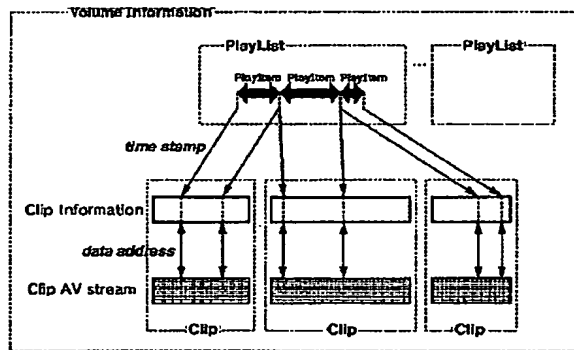 Volume Information
PlayList
...
PlayList
PlayItem PlayItem PlayItem
time stamp
Clip Information
data address
Clip AV stream
Clip
Clip
Clip